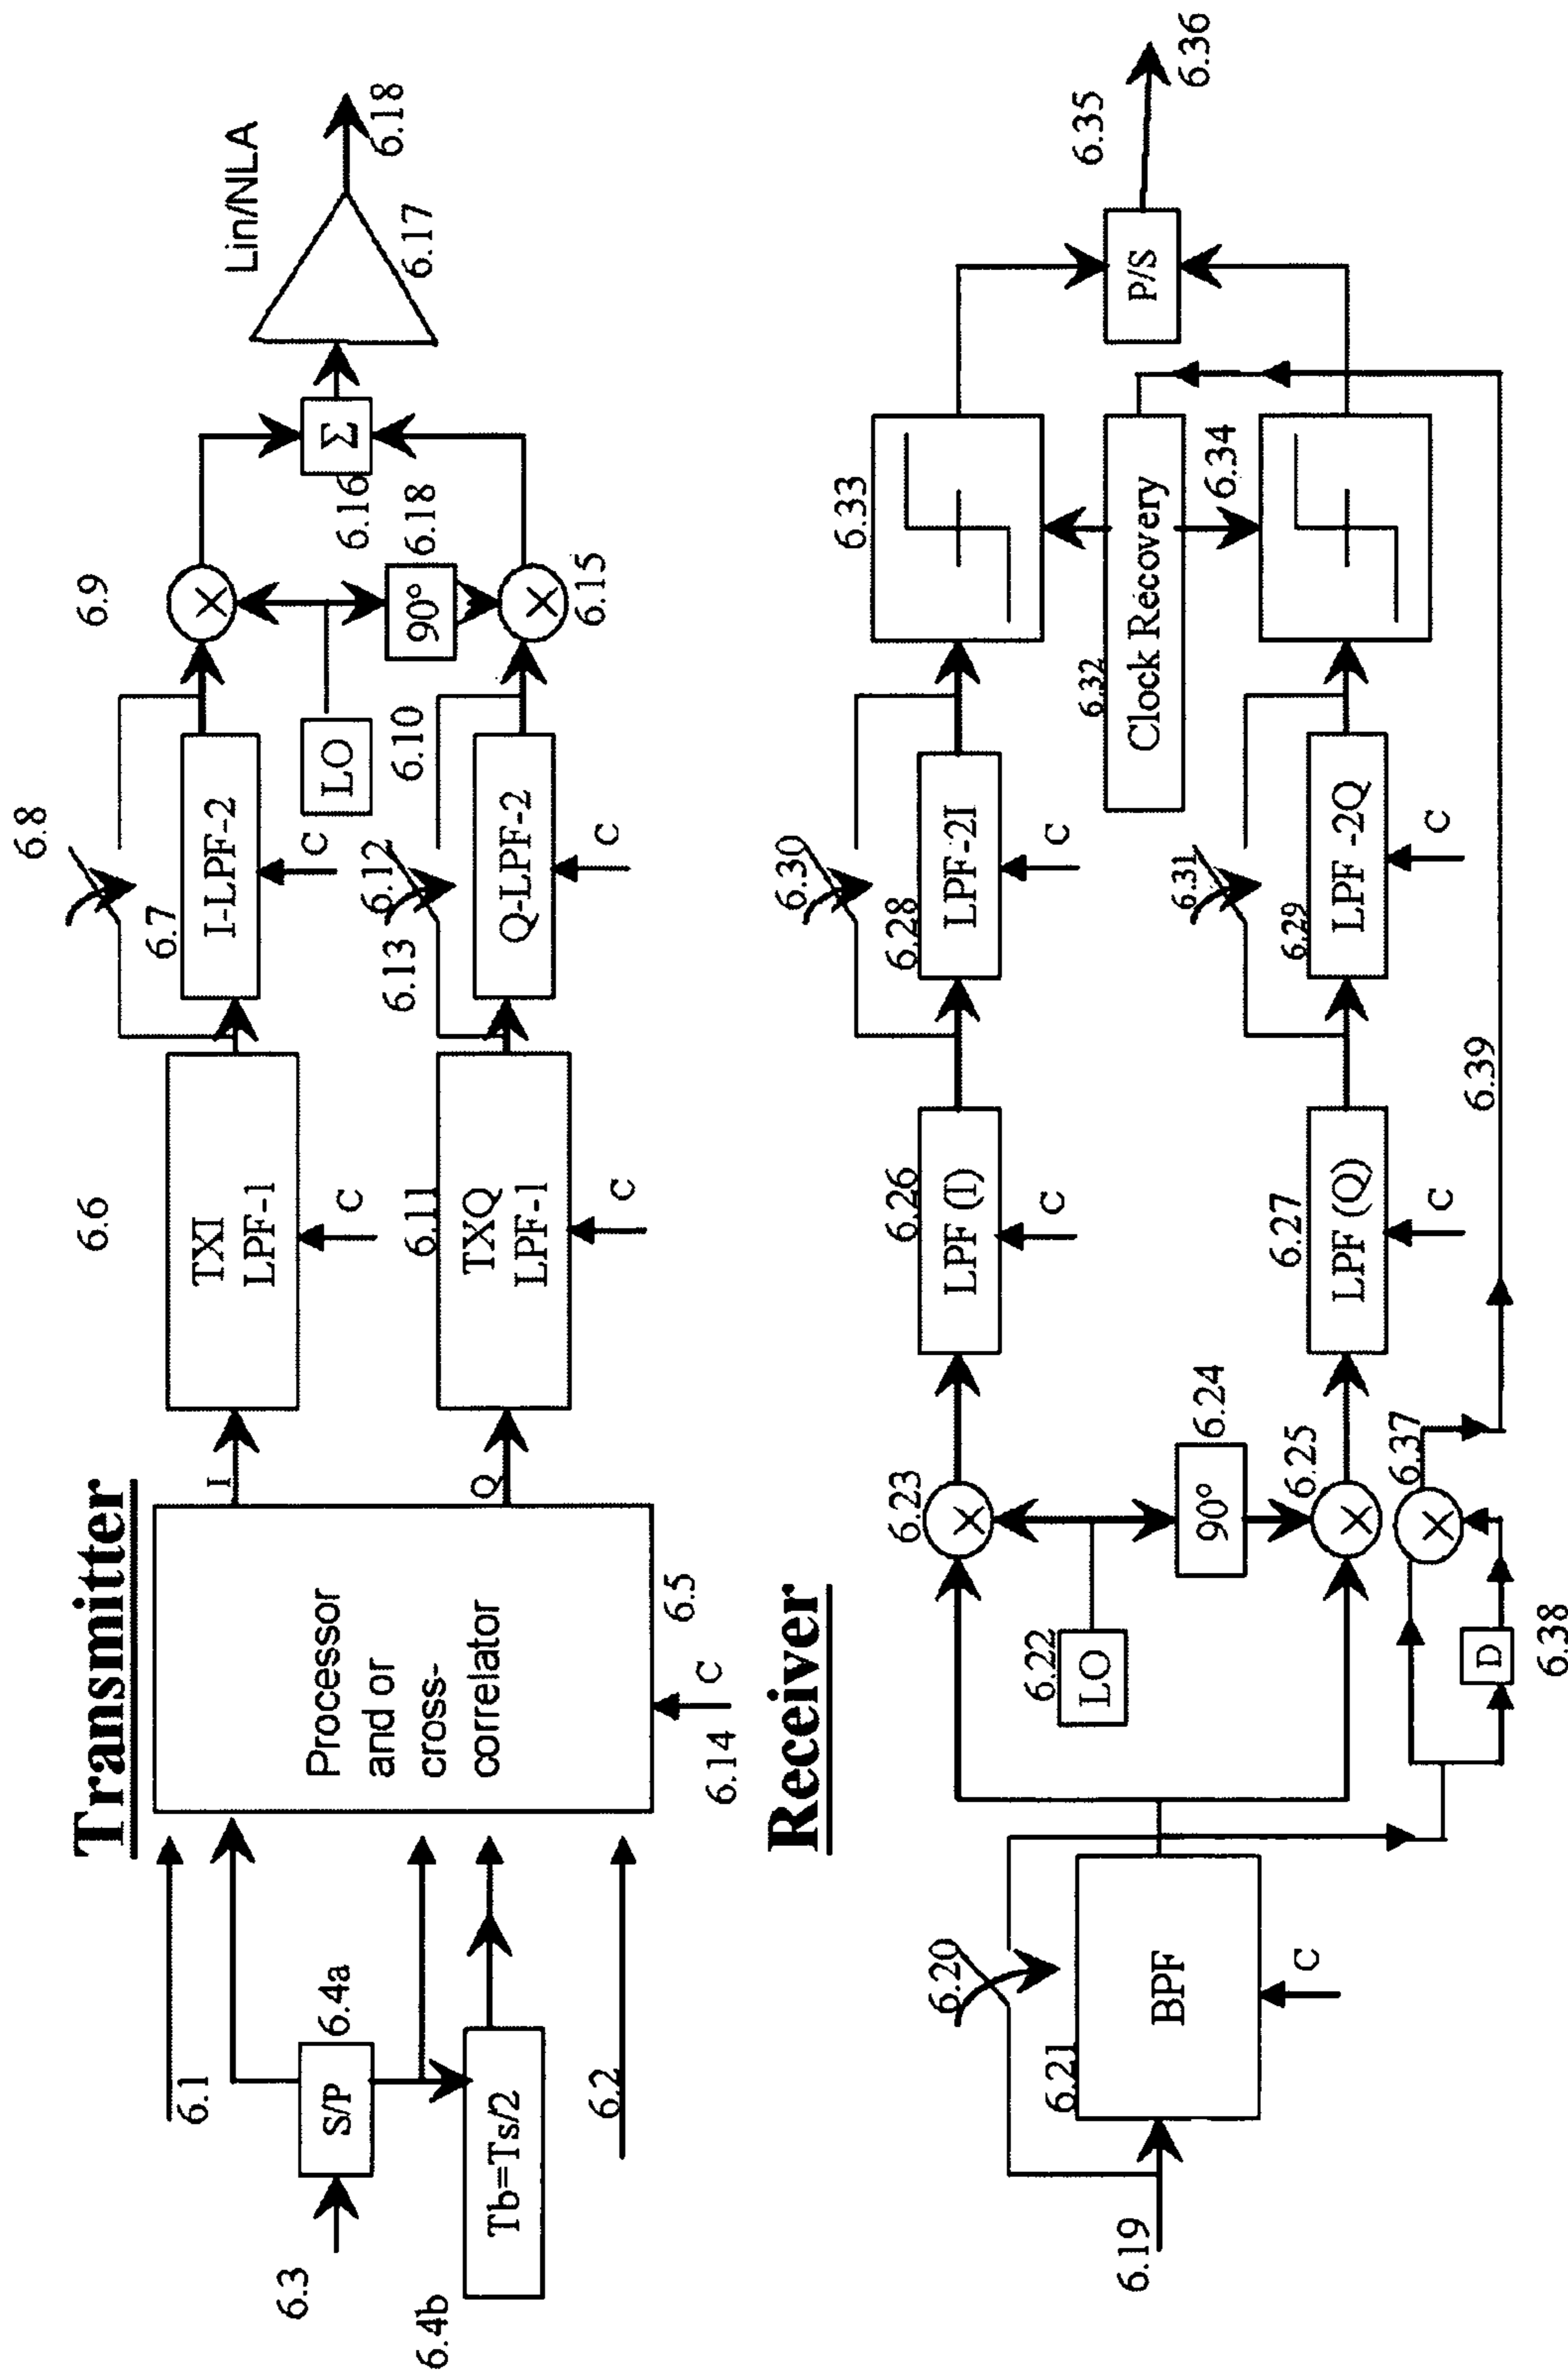 Transmitter
6.1
6.3
S/P
6.4a
6.4b
Tb=Ts/2
6.2
Processor
and or
cross-
correlator
6.5
6.14
C
I
Q
6.6
TXI
LPF-1
C
6.11
TXQ
LPF-1
C
6.8
6.7
I-LPF-2
C
6.12
6.13
6.10
Q-LPF-2
C
LO
6.9
90°
6.18
6.15
6.16
Σ
Lin/NLA
6.17
6.18
Receiver
6.19
6.20
6.21
BPF
C
6.22
LO
6.23
90°
6.24
6.25
6.37
D
6.38
6.39
6.26
LPF (I)
C
6.27
LPF (Q)
C
6.30
6.28
LPF-2I
C
6.31
6.29
LPF -2Q
C
6.32
Clock Recovery
6.33
6.34
P/S
6.35
6.36